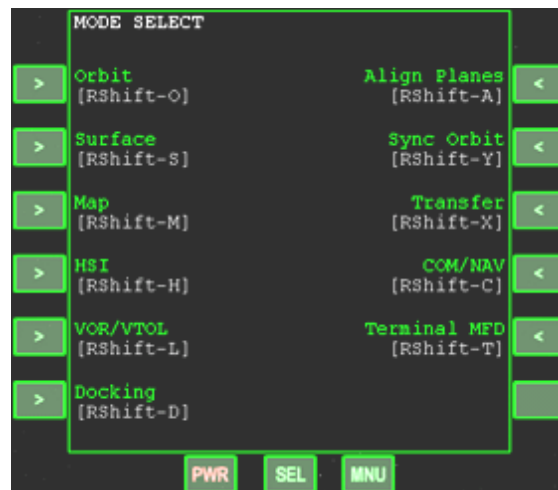 MODE SELECT
> Orbit Align Planes <
[RShift-O] [RShift-A]
> Surface Sync Orbit <
[RShift-S] [RShift-Y]
> Map Transfer <
[RShift-M] [RShift-X]
> HSI COM/NAV <
[RShift-H] [RShift-C]
> VOR/VTOL Terminal MFD <
[RShift-L] [RShift-T]
> Docking
[RShift-D]
PWR SEL MNU